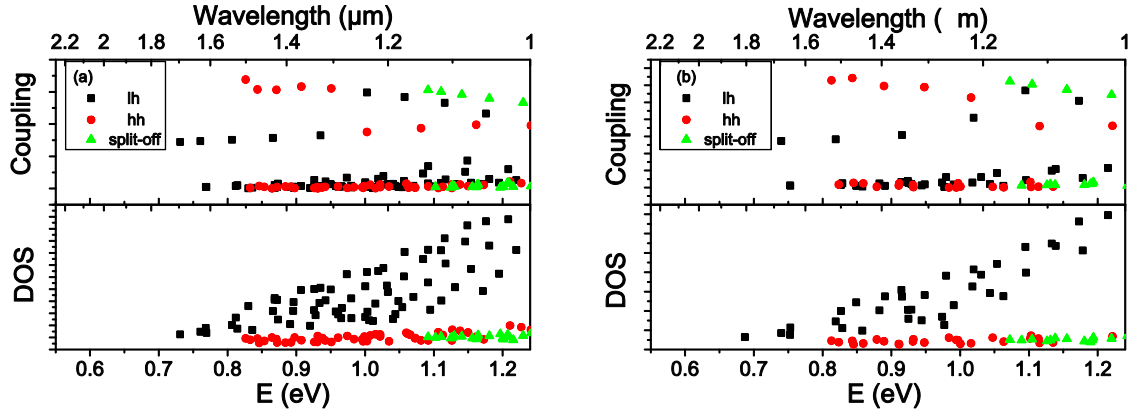 Wavelength (µm)
2.2 2 1.8 1.6 1.4 1.2 1
(a)
lh
hh
split-off
Coupling
DOS
0.6 0.7 0.8 0.9 1.0 1.1 1.2
E (eV)
Wavelength ( m)
2.2 2 1.8 1.6 1.4 1.2 1
(b)
lh
hh
split-off
Coupling
DOS
0.6 0.7 0.8 0.9 1.0 1.1 1.2
E (eV)